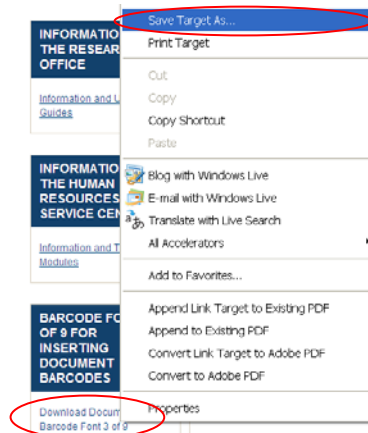 INFORMATIO
THE RESEAR
OFFICE
Information and U
Guides
INFORMATIO
THE HUMAN
RESOURCES
SERVICE CEN
Information and T
Modules
BARCODE FO
OF 9 FOR
INSERTING
DOCUMENT
BARCODES
Download Docum
Barcode Font 3 of 9
Save Target As...
Print Target
Cut
Copy
Copy Shortcut
Paste
Blog with Windows Live
E-mail with Windows Live
Translate with Live Search
All Accelerators
Add to Favorites...
Append Link Target to Existing PDF
Append to Existing PDF
Convert Link Target to Adobe PDF
Convert to Adobe PDF
Properties